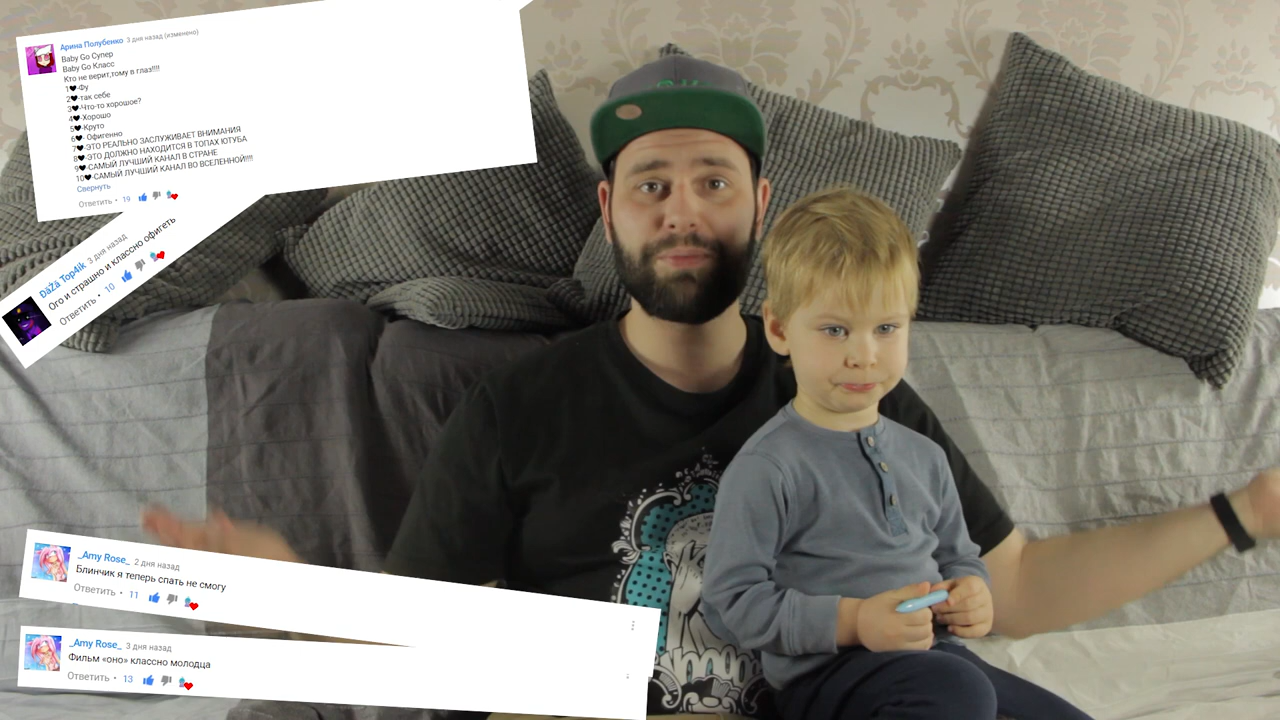 Арина Полубенко 3 дня назад (изменено)
Baby Go Супер
Baby Go Класс
Кто не верит,тому в глаз!!!!
1🖤-Фу
2🖤-так себе
3🖤-Что-то хорошое?
4🖤-Хорошо
5🖤-Круто
6🖤- Офигенно
7🖤-ЭТО РЕАЛЬНО ЗАСЛУЖИВАЕТ ВНИМАНИЯ
8🖤-ЭТО ДОЛЖНО НАХОДИТСЯ В ТОПАХ ЮТУБА
9🖤-САМЫЙ ЛУЧШИЙ КАНАЛ В СТРАНЕ
10🖤-САМЫЙ ЛУЧШИЙ КАНАЛ ВО ВСЕЛЕННОЙ!!!!
Свернуть
Ответить • 19
ĐāŽā Top4ik 3 дня назад
Ого и страшно и классно офигеть
Ответить • 10
_Amy Rose_ 2 дня назад
Блинчик я теперь спать не смогу
Ответить • 11
_Amy Rose_ 3 дня назад
Фильм «оно» классно молодца
Ответить • 13